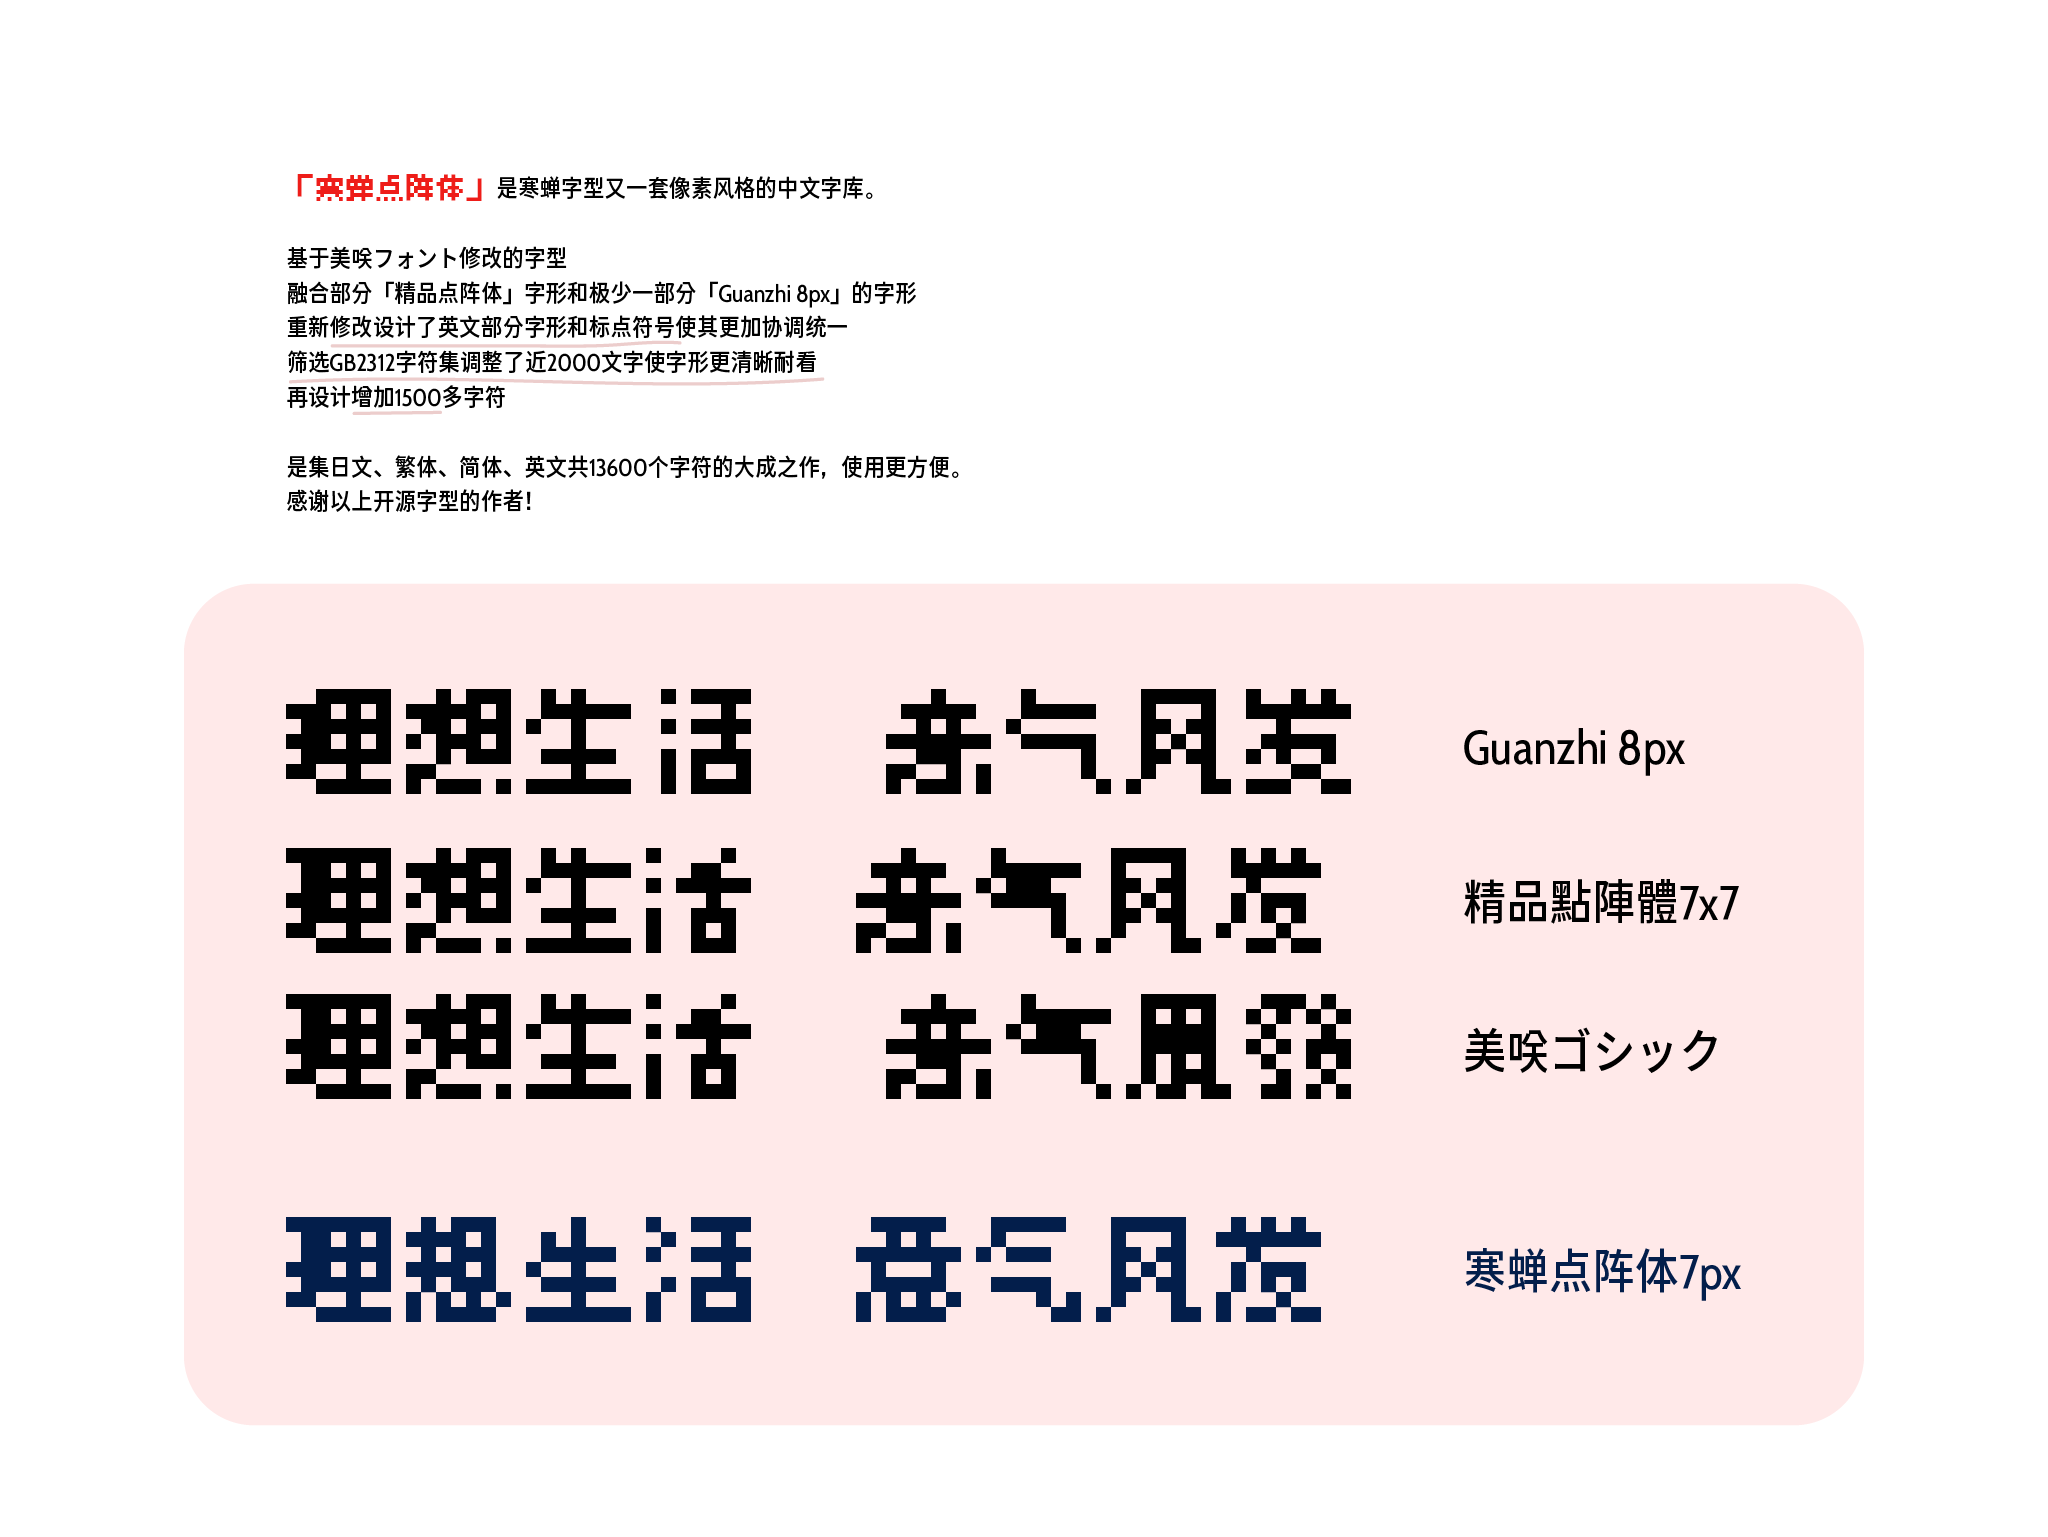 「寒蝉点阵体」是寒蝉字型又一套像素风格的中文字库。
基于美咲フォント修改的字型
融合部分「精品点阵体」字形和极少一部分「Guanzhi 8px」的字形
重新修改设计了英文部分字形和标点符号使其更加协调统一
筛选GB2312字符集调整了近2000文字使字形更清晰耐看
再设计增加1500多字符
是集日文、繁体、简体、英文共13600个字符的大成之作，使用更方便。
感谢以上开源字型的作者！
理想生活 意气风发 Guanzhi 8px
理想生活 意气风发 精品點陣體7x7
理想生活 意气風發 美咲ゴシック
理想生活 意气风发 寒蝉点阵体7px